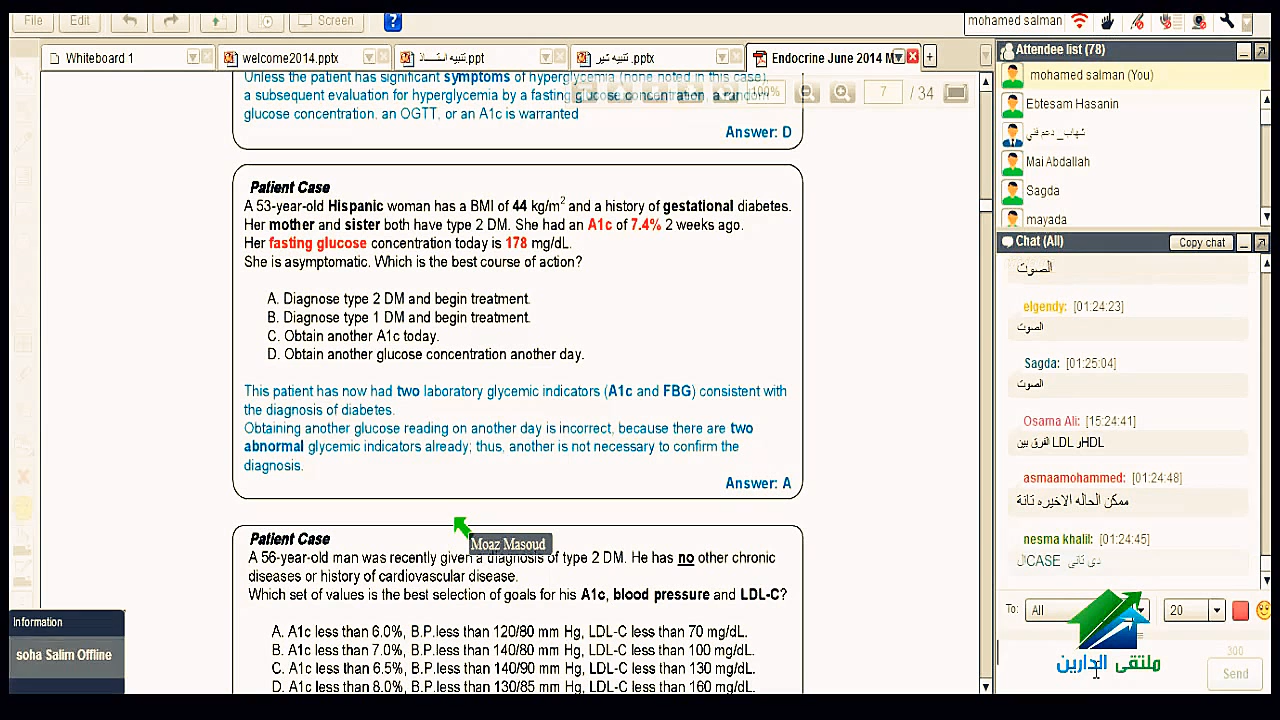 File
Edit
Screen
?
mohamed salman
Whiteboard 1
welcome2014.pptx
تنبيه استـــاذ.ppt
Endocrine June 2014 M
Unless the patient has significant symptoms of hyperglycemia (none noted in this case),
a subsequent evaluation for hyperglycemia by a fasting glucose concentration, a random
glucose concentration, an OGTT, or an A1c is warranted
Answer: D
100%
7 / 34
Patient Case
A 53-year-old Hispanic woman has a BMI of 44 kg/m2 and a history of gestational diabetes.
Her mother and sister both have type 2 DM. She had an A1c of 7.4% 2 weeks ago.
Her fasting glucose concentration today is 178 mg/dL.
She is asymptomatic. Which is the best course of action?
A. Diagnose type 2 DM and begin treatment.
B. Diagnose type 1 DM and begin treatment.
C. Obtain another A1c today.
D. Obtain another glucose concentration another day.
This patient has now had two laboratory glycemic indicators (A1c and FBG) consistent with
the diagnosis of diabetes.
Obtaining another glucose reading on another day is incorrect, because there are two
abnormal glycemic indicators already; thus, another is not necessary to confirm the
diagnosis.
Answer: A
Moaz Masoud
Patient Case
A 56-year-old man was recently given a diagnosis of type 2 DM. He has no other chronic
diseases or history of cardiovascular disease.
Which set of values is the best selection of goals for his A1c, blood pressure and LDL-C?
A. A1c less than 6.0%, B.P.less than 120/80 mm Hg, LDL-C less than 70 mg/dL.
B. A1c less than 7.0%, B.P.less than 140/80 mm Hg, LDL-C less than 100 mg/dL.
C. A1c less than 6.5%, B.P.less than 140/90 mm Hg, LDL-C less than 130 mg/dL.
D. A1c less than 8.0%, B.P.less than 130/85 mm Hg, LDL-C less than 160 mg/dL.
Information
soha Salim Offline
Attendee list (78)
mohamed salman (You)
Ebtesam Hasanin
شهاب_ دعم فني
Mai Abdallah
Sagda
mayada
Chat (All)
Copy chat
الصوت
elgendy: [01:24:23]
الصوت
Sagda: [01:25:04]
الصوت
Osama Ali: [15:24:41]
الفرق بين LDL وHDL
asmaamohammed: [01:24:48]
ممكن الحاله الاخيره تانة
nesma khalil: [01:24:45]
الCASE دى تانى
To:
All
20
ملتقى الدارين
300
Send